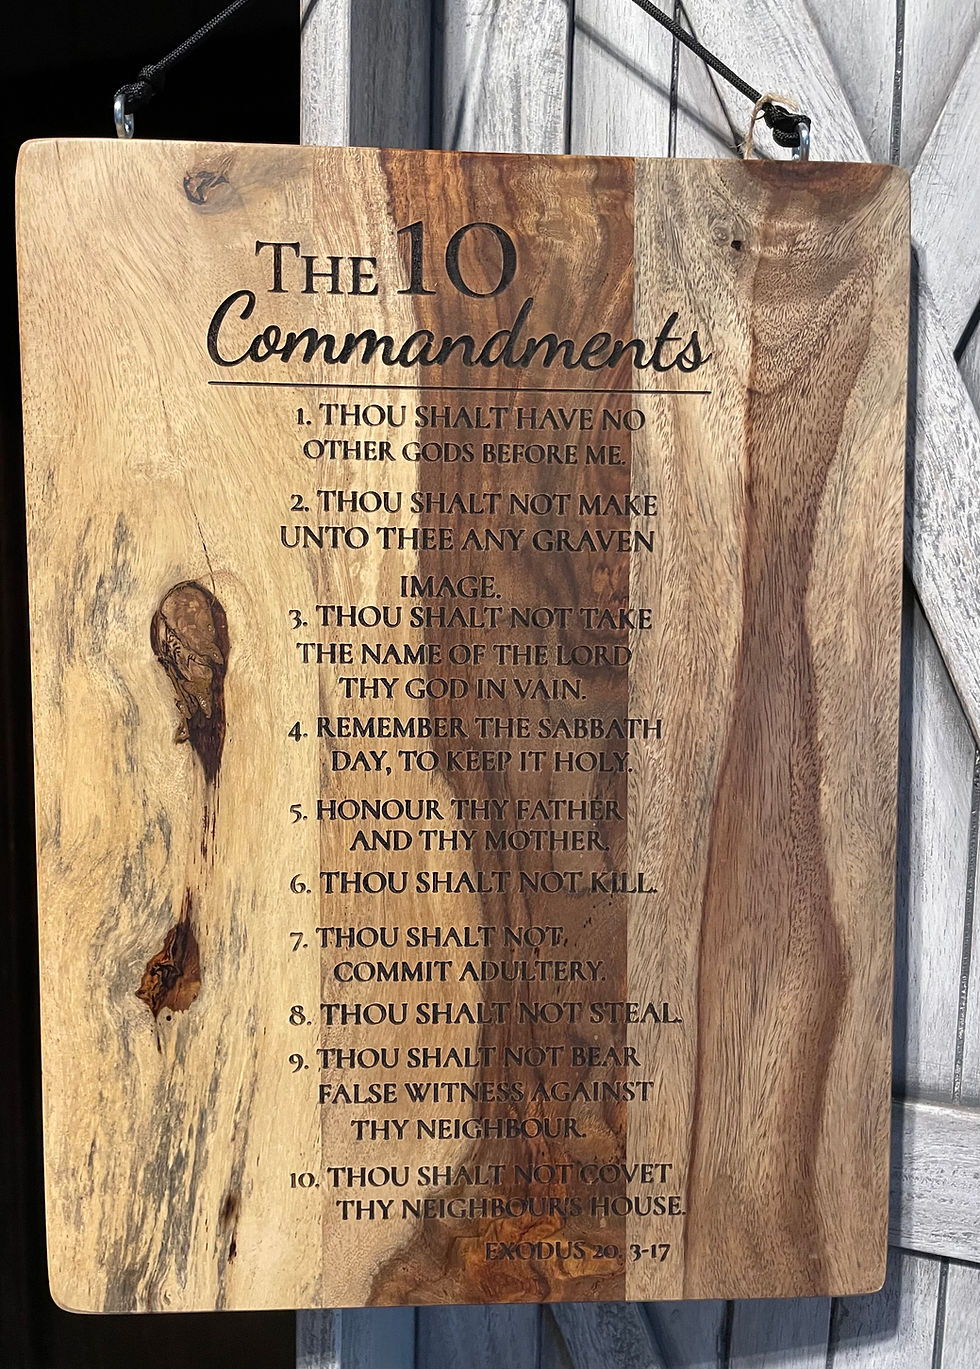 THE 10
Commandments
1. THOU SHALT HAVE NO
OTHER GODS BEFORE ME.
2. THOU SHALT NOT MAKE
UNTO THEE ANY GRAVEN
IMAGE.
3. THOU SHALT NOT TAKE
THE NAME OF THE LORD
THY GOD IN VAIN.
4. REMEMBER THE SABBATH
DAY, TO KEEP IT HOLY.
5. HONOUR THY FATHER
AND THY MOTHER.
6. THOU SHALT NOT KILL.
7. THOU SHALT NOT
COMMIT ADULTERY.
8. THOU SHALT NOT STEAL.
9. THOU SHALT NOT BEAR
FALSE WITNESS AGAINST
THY NEIGHBOUR.
10. THOU SHALT NOT COVET
THY NEIGHBOUR'S HOUSE.
EXODUS 20: 3-17